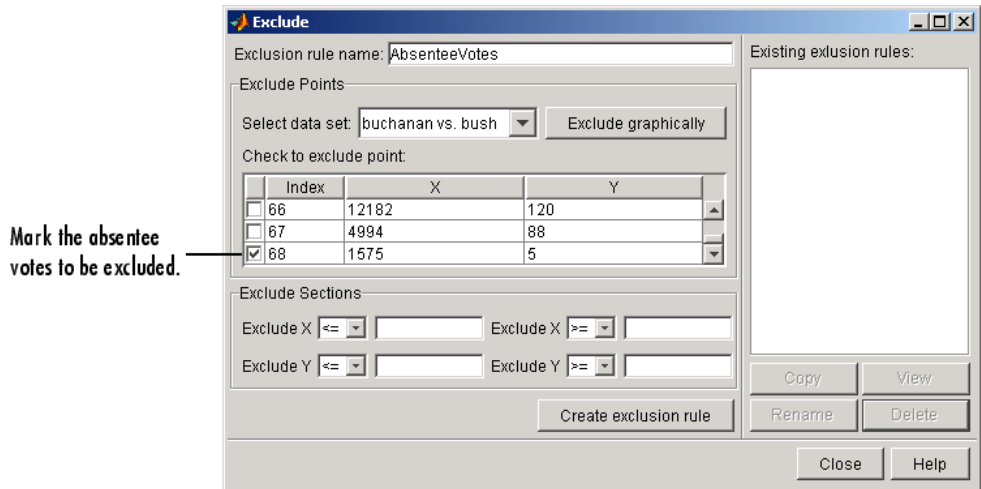 Exclude
Exclusion rule name: AbsenteeVotes
Exclude Points
Select data set: buchanan vs. bush Exclude graphically
Check to exclude point:
Index X Y
66 12182 120
67 4994 88
68 1575 5
Mark the absentee
votes to be excluded.
Exclude Sections
Exclude X <= Exclude X >=
Exclude Y <= Exclude Y >=
Create exclusion rule
Existing exlusion rules:
Copy View
Rename Delete
Close Help